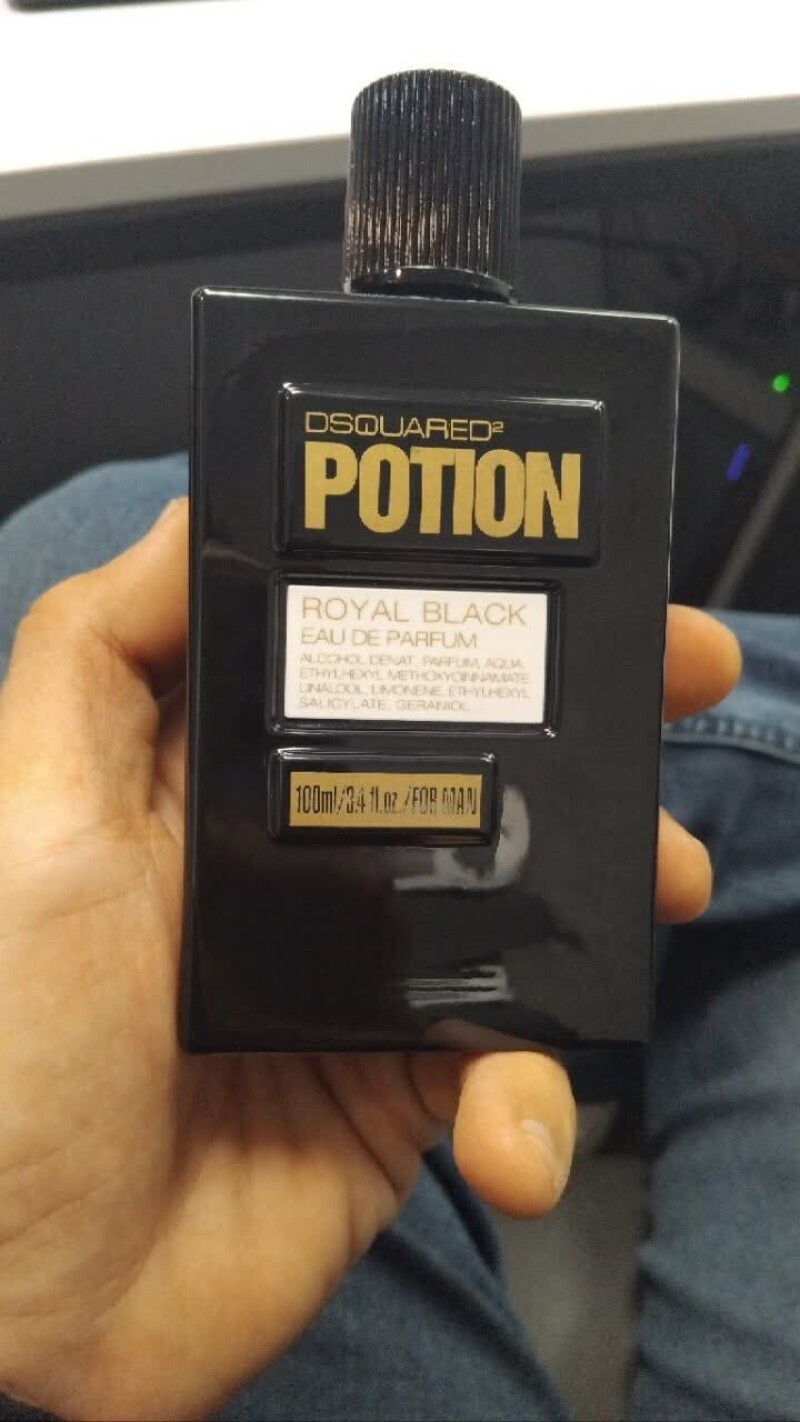 DSQUARED²
POTION
ROYAL BLACK
EAU DE PARFUM
ALCOHOL DENAT, PARFUM, AQUA,
ETHYLHEXYL METHOXYCINNAMATE,
LINALOOL, LIMONENE, ETHYLHEXYL
SALICYLATE, GERANIOL
100ml/3.4 fl.oz./FOR MAN